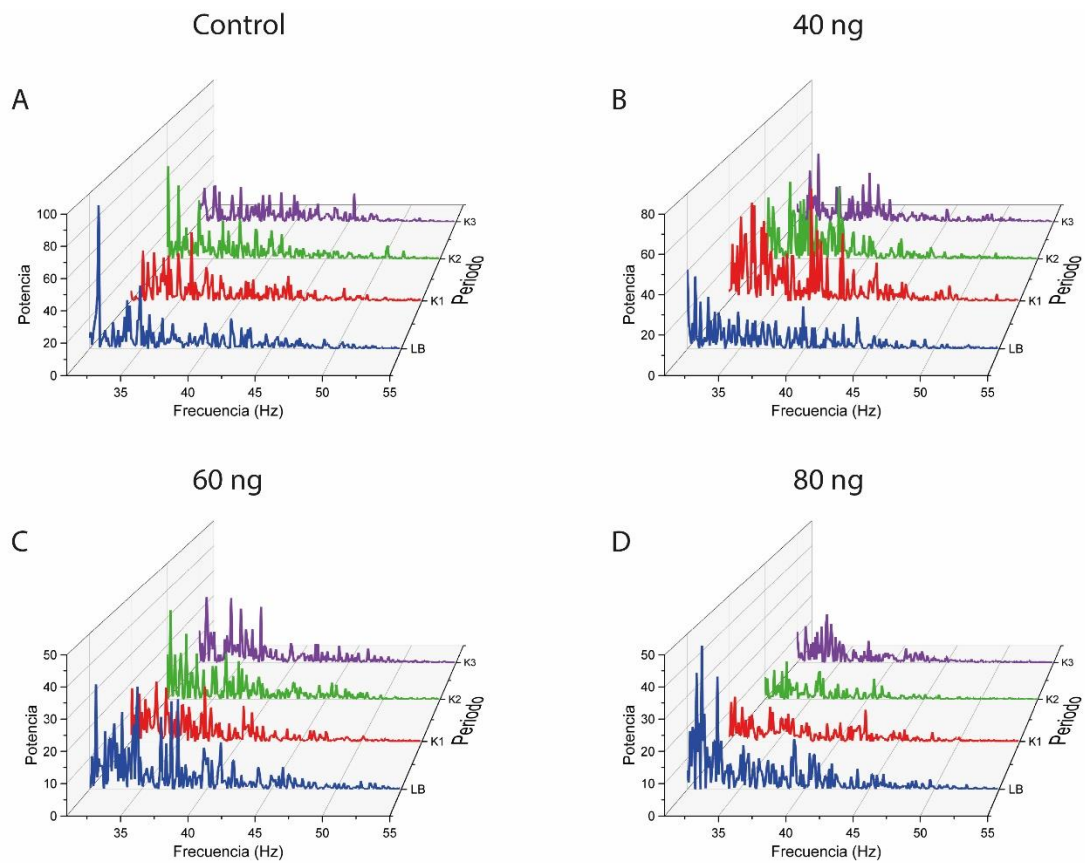 Control
A
Potencia
100
80
60
40
20
0
35
40
45
50
55
Frecuencia (Hz)
LB
K1
K2
K3
Periodo
40 ng
B
Potencia
80
60
40
20
0
35
40
45
50
55
Frecuencia (Hz)
LB
K1
K2
K3
Periodo
60 ng
C
Potencia
50
40
30
20
10
0
35
40
45
50
55
Frecuencia (Hz)
LB
K1
K2
K3
Periodo
80 ng
D
Potencia
50
40
30
20
10
0
35
40
45
50
55
Frecuencia (Hz)
LB
K1
K2
K3
Periodo